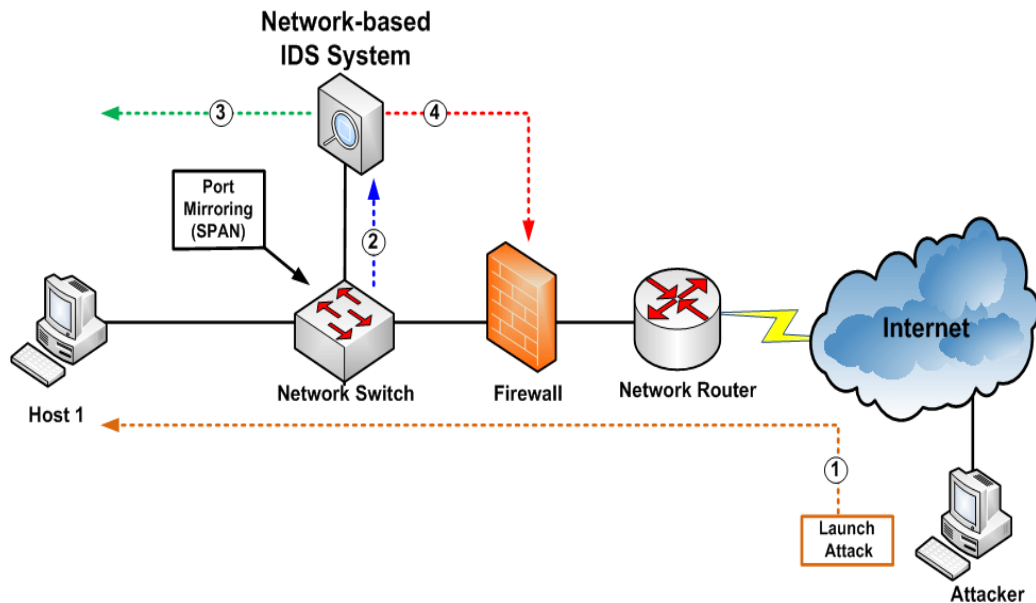 Network-based
IDS System
3
4
Port
Mirroring
(SPAN)
2
Internet
Network Switch
Firewall
Network Router
Host 1
1
Launch
Attack
Attacker